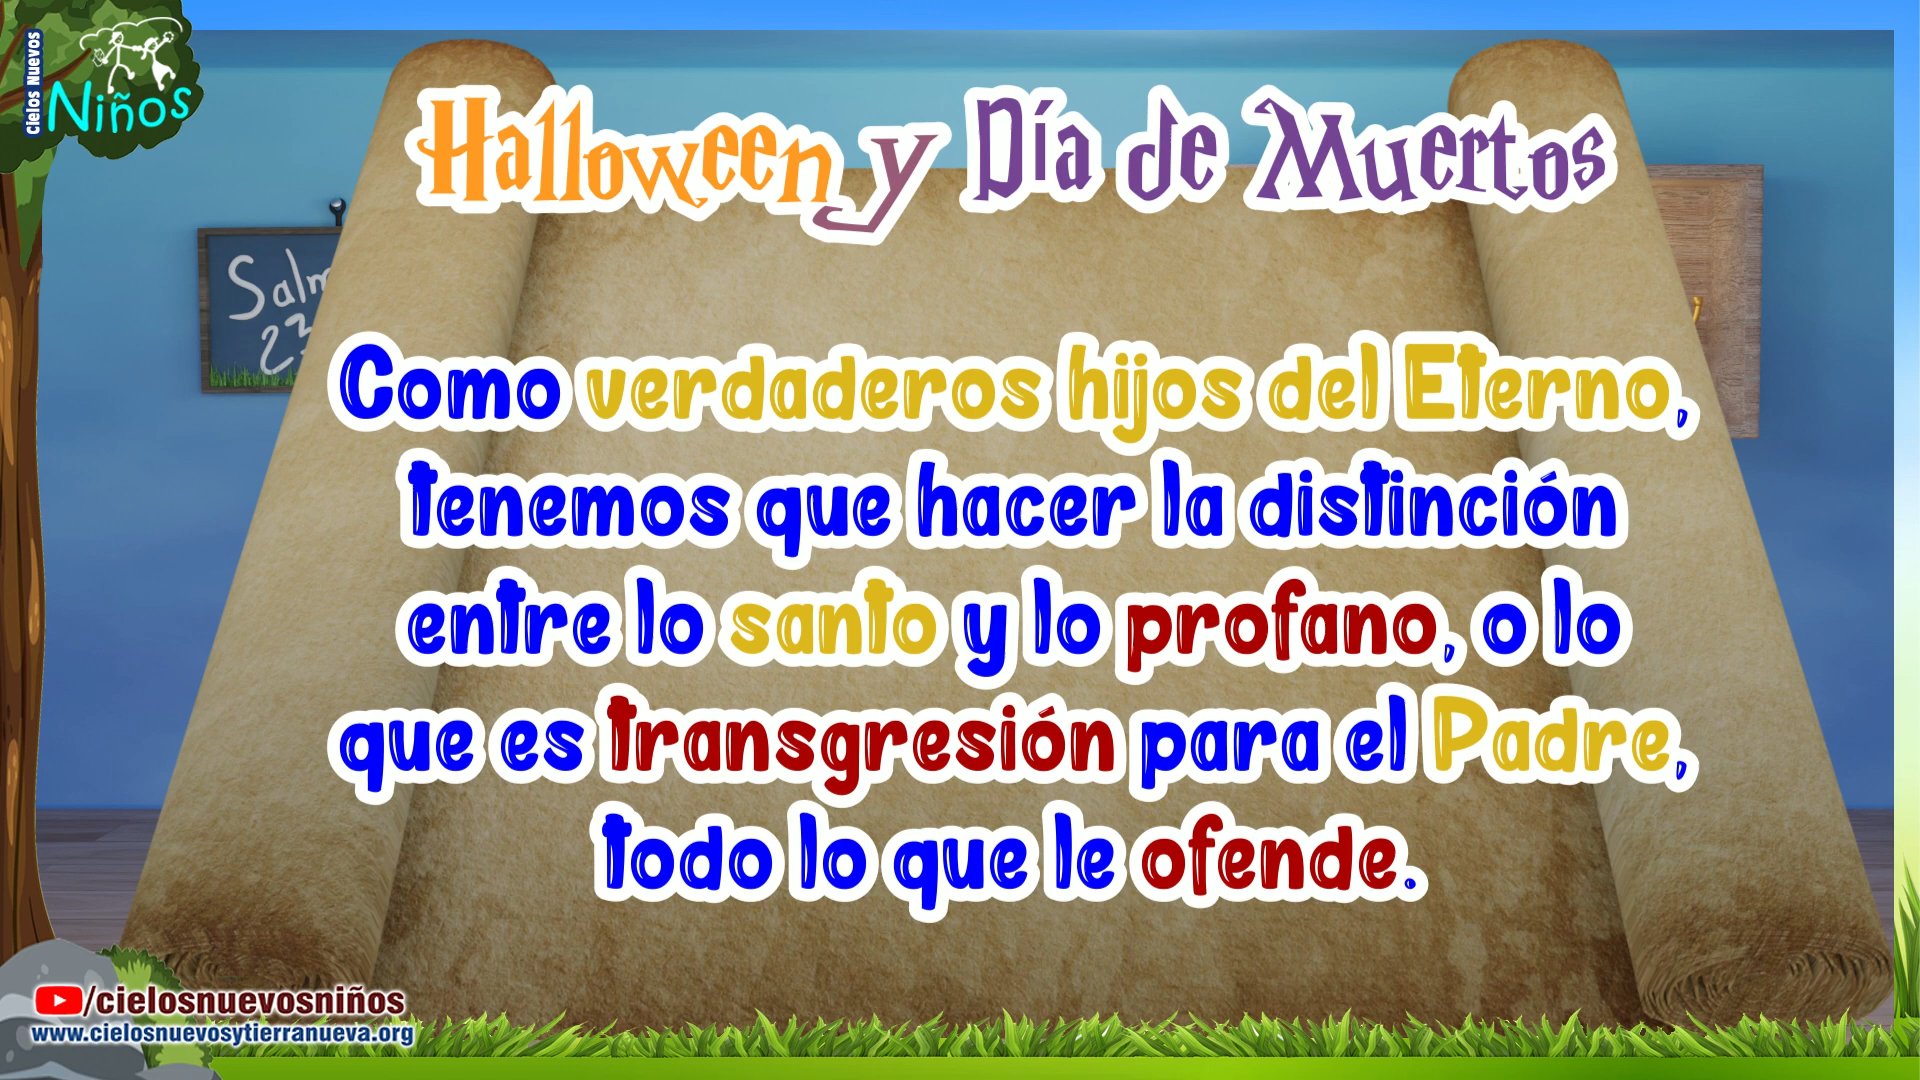 Cielos Nuevos
Niños
Halloween y Día de Muertos
Salm
23
Como verdaderos hijos del Eterno,
tenemos que hacer la distinción
entre lo santo y lo profano, o lo
que es transgresión para el Padre,
todo lo que le ofende.
/cielosnuevosniños
www.cielosnuevosytierranueva.org